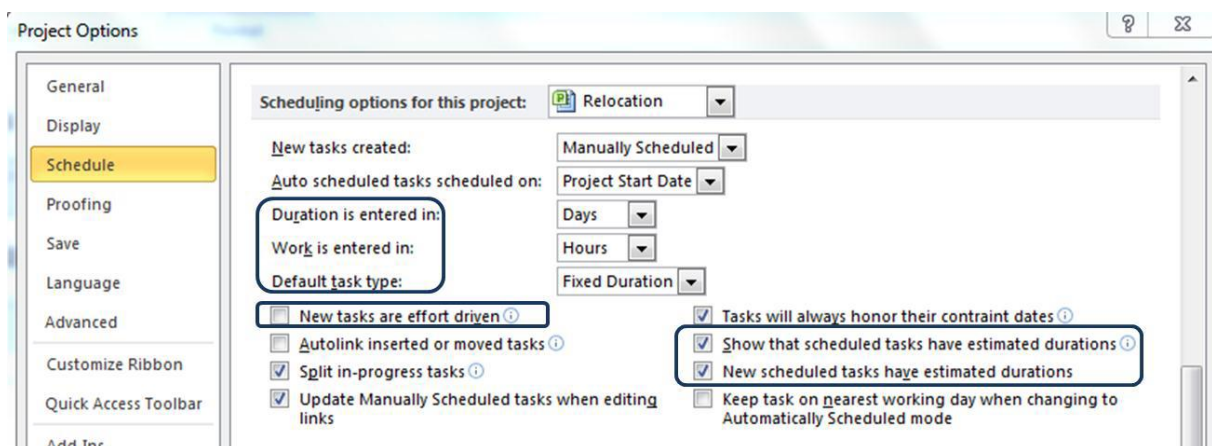 Project Options
General
Display
Schedule
Proofing
Save
Language
Advanced
Customize Ribbon
Quick Access Toolbar
Add-Ins
Scheduling options for this project: Relocation
New tasks created: Manually Scheduled
Auto scheduled tasks scheduled on: Project Start Date
Duration is entered in: Days
Work is entered in: Hours
Default task type: Fixed Duration
New tasks are effort driven
Autolink inserted or moved tasks
Split in-progress tasks
Update Manually Scheduled tasks when editing
links
Tasks will always honor their contraint dates
Show that scheduled tasks have estimated durations
New scheduled tasks have estimated durations
Keep task on nearest working day when changing to
Automatically Scheduled mode